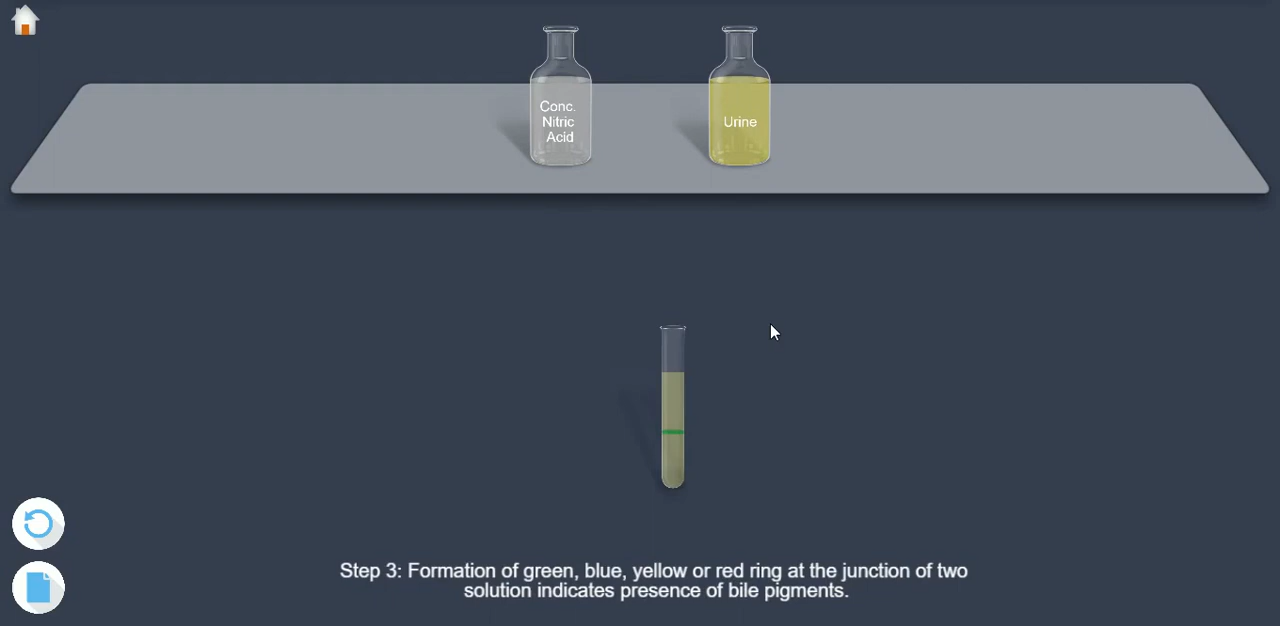 Conc.
Nitric
Acid
Urine
Step 3: Formation of green, blue, yellow or red ring at the junction of two
solution indicates presence of bile pigments.